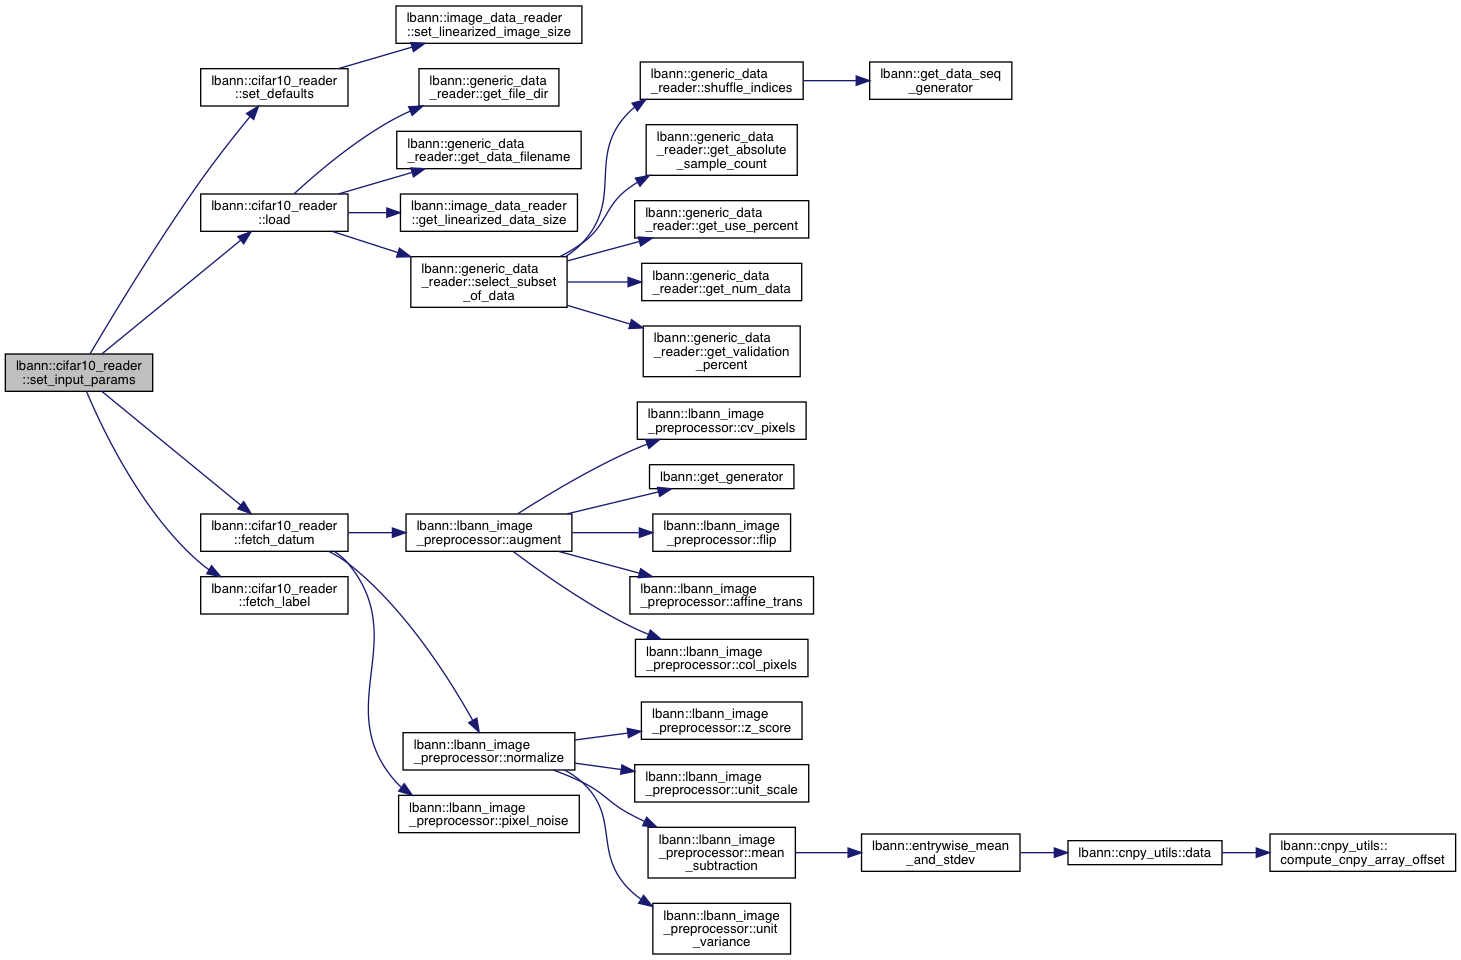 lbann::image_data_reader
::set_linearized_image_size
lbann::cifar10_reader
::set_defaults
lbann::generic_data
_reader::get_file_dir
lbann::generic_data
_reader::get_data_filename
lbann::cifar10_reader
::load
lbann::image_data_reader
::get_linearized_data_size
lbann::generic_data
_reader::select_subset
_of_data
lbann::generic_data
_reader::shuffle_indices
lbann::get_data_seq
_generator
lbann::generic_data
_reader::get_absolute
_sample_count
lbann::generic_data
_reader::get_use_percent
lbann::generic_data
_reader::get_num_data
lbann::generic_data
_reader::get_validation
_percent
lbann::cifar10_reader
::set_input_params
lbann::cifar10_reader
::fetch_datum
lbann::cifar10_reader
::fetch_label
lbann::lbann_image
_preprocessor::augment
lbann::lbann_image
_preprocessor::cv_pixels
lbann::get_generator
lbann::lbann_image
_preprocessor::flip
lbann::lbann_image
_preprocessor::affine_trans
lbann::lbann_image
_preprocessor::col_pixels
lbann::lbann_image
_preprocessor::normalize
lbann::lbann_image
_preprocessor::pixel_noise
lbann::lbann_image
_preprocessor::z_score
lbann::lbann_image
_preprocessor::unit_scale
lbann::lbann_image
_preprocessor::mean
_subtraction
lbann::entrywise_mean
_and_stdev
lbann::cnpy_utils::data
lbann::cnpy_utils::
compute_cnpy_array_offset
lbann::lbann_image
_preprocessor::unit
_variance